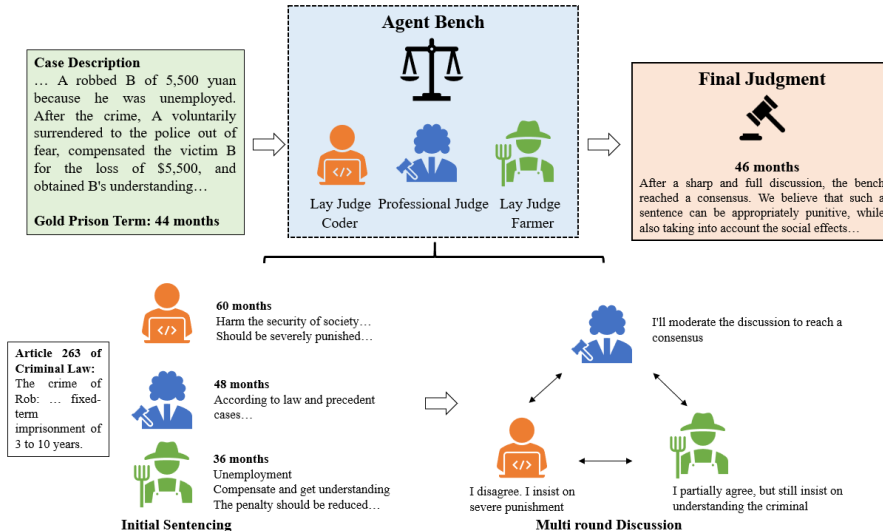 Agent Bench
Case Description
… A robbed B of 5,500 yuan
because he was unemployed.
After the crime, A voluntarily
surrendered to the police out of
fear, compensated the victim B
for the loss of $5,500, and
obtained B's understanding…
Gold Prison Term: 44 months
Lay Judge
Coder
Professional Judge
Lay Judge
Farmer
Final Judgment
46 months
After a sharp and full discussion, the bench
reached a consensus. We believe that such a
sentence can be appropriately punitive, while
also taking into account the social effects…
Article 263 of
Criminal Law:
The crime of
Rob: … fixed-
term
imprisonment of
3 to 10 years.
</>
60 months
Harm the security of society…
Should be severely punished…
48 months
According to law and precedent
cases…
36 months
Unemployment
Compensate and get understanding
The penalty should be reduced…
Initial Sentencing
I'll moderate the discussion to reach a
consensus
</>
I disagree. I insist on
severe punishment
I partially agree, but still insist on
understanding the criminal
Multi round Discussion